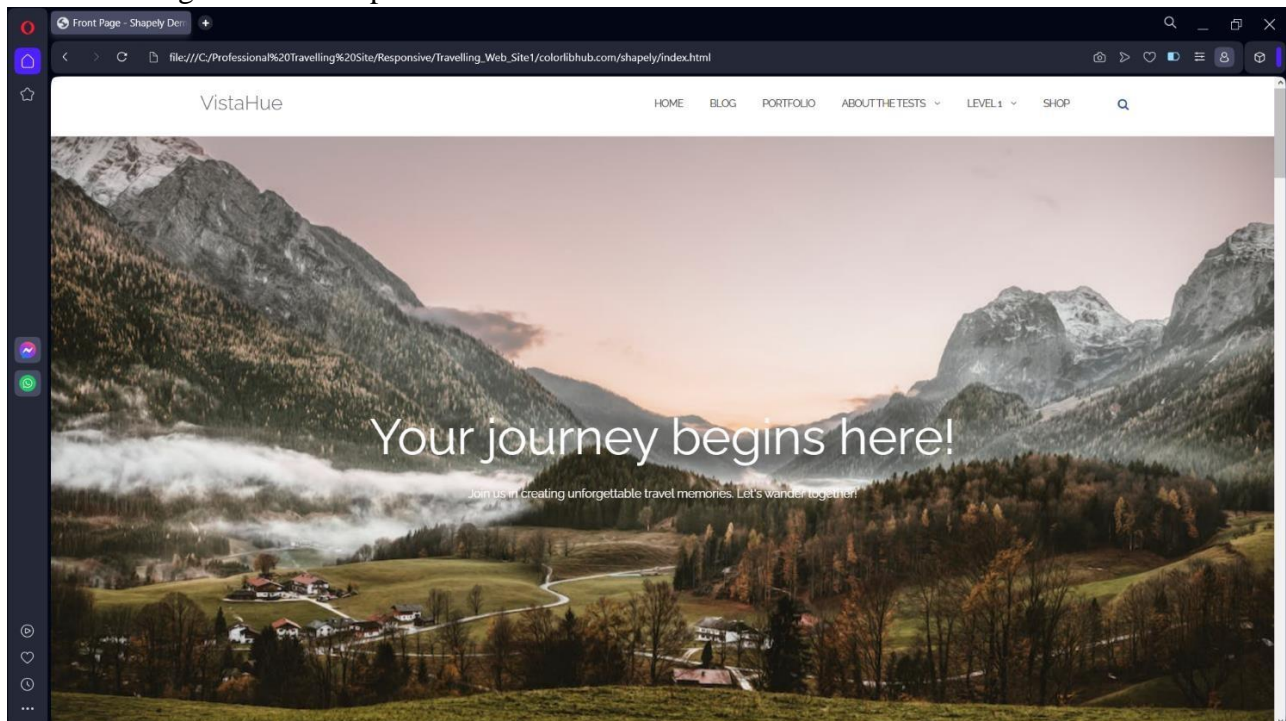 Front Page - Shapely Dem
file:///C:/Professional%20Travelling%20Site/Responsive/Travelling_Web_Site1/colorlibhub.com/shapely/index.html
VistaHue
HOME BLOG PORTFOLIO ABOUT THE TESTS LEVEL 1 SHOP
Your journey begins here!
Join us in creating unforgettable travel memories. Let's wander together!